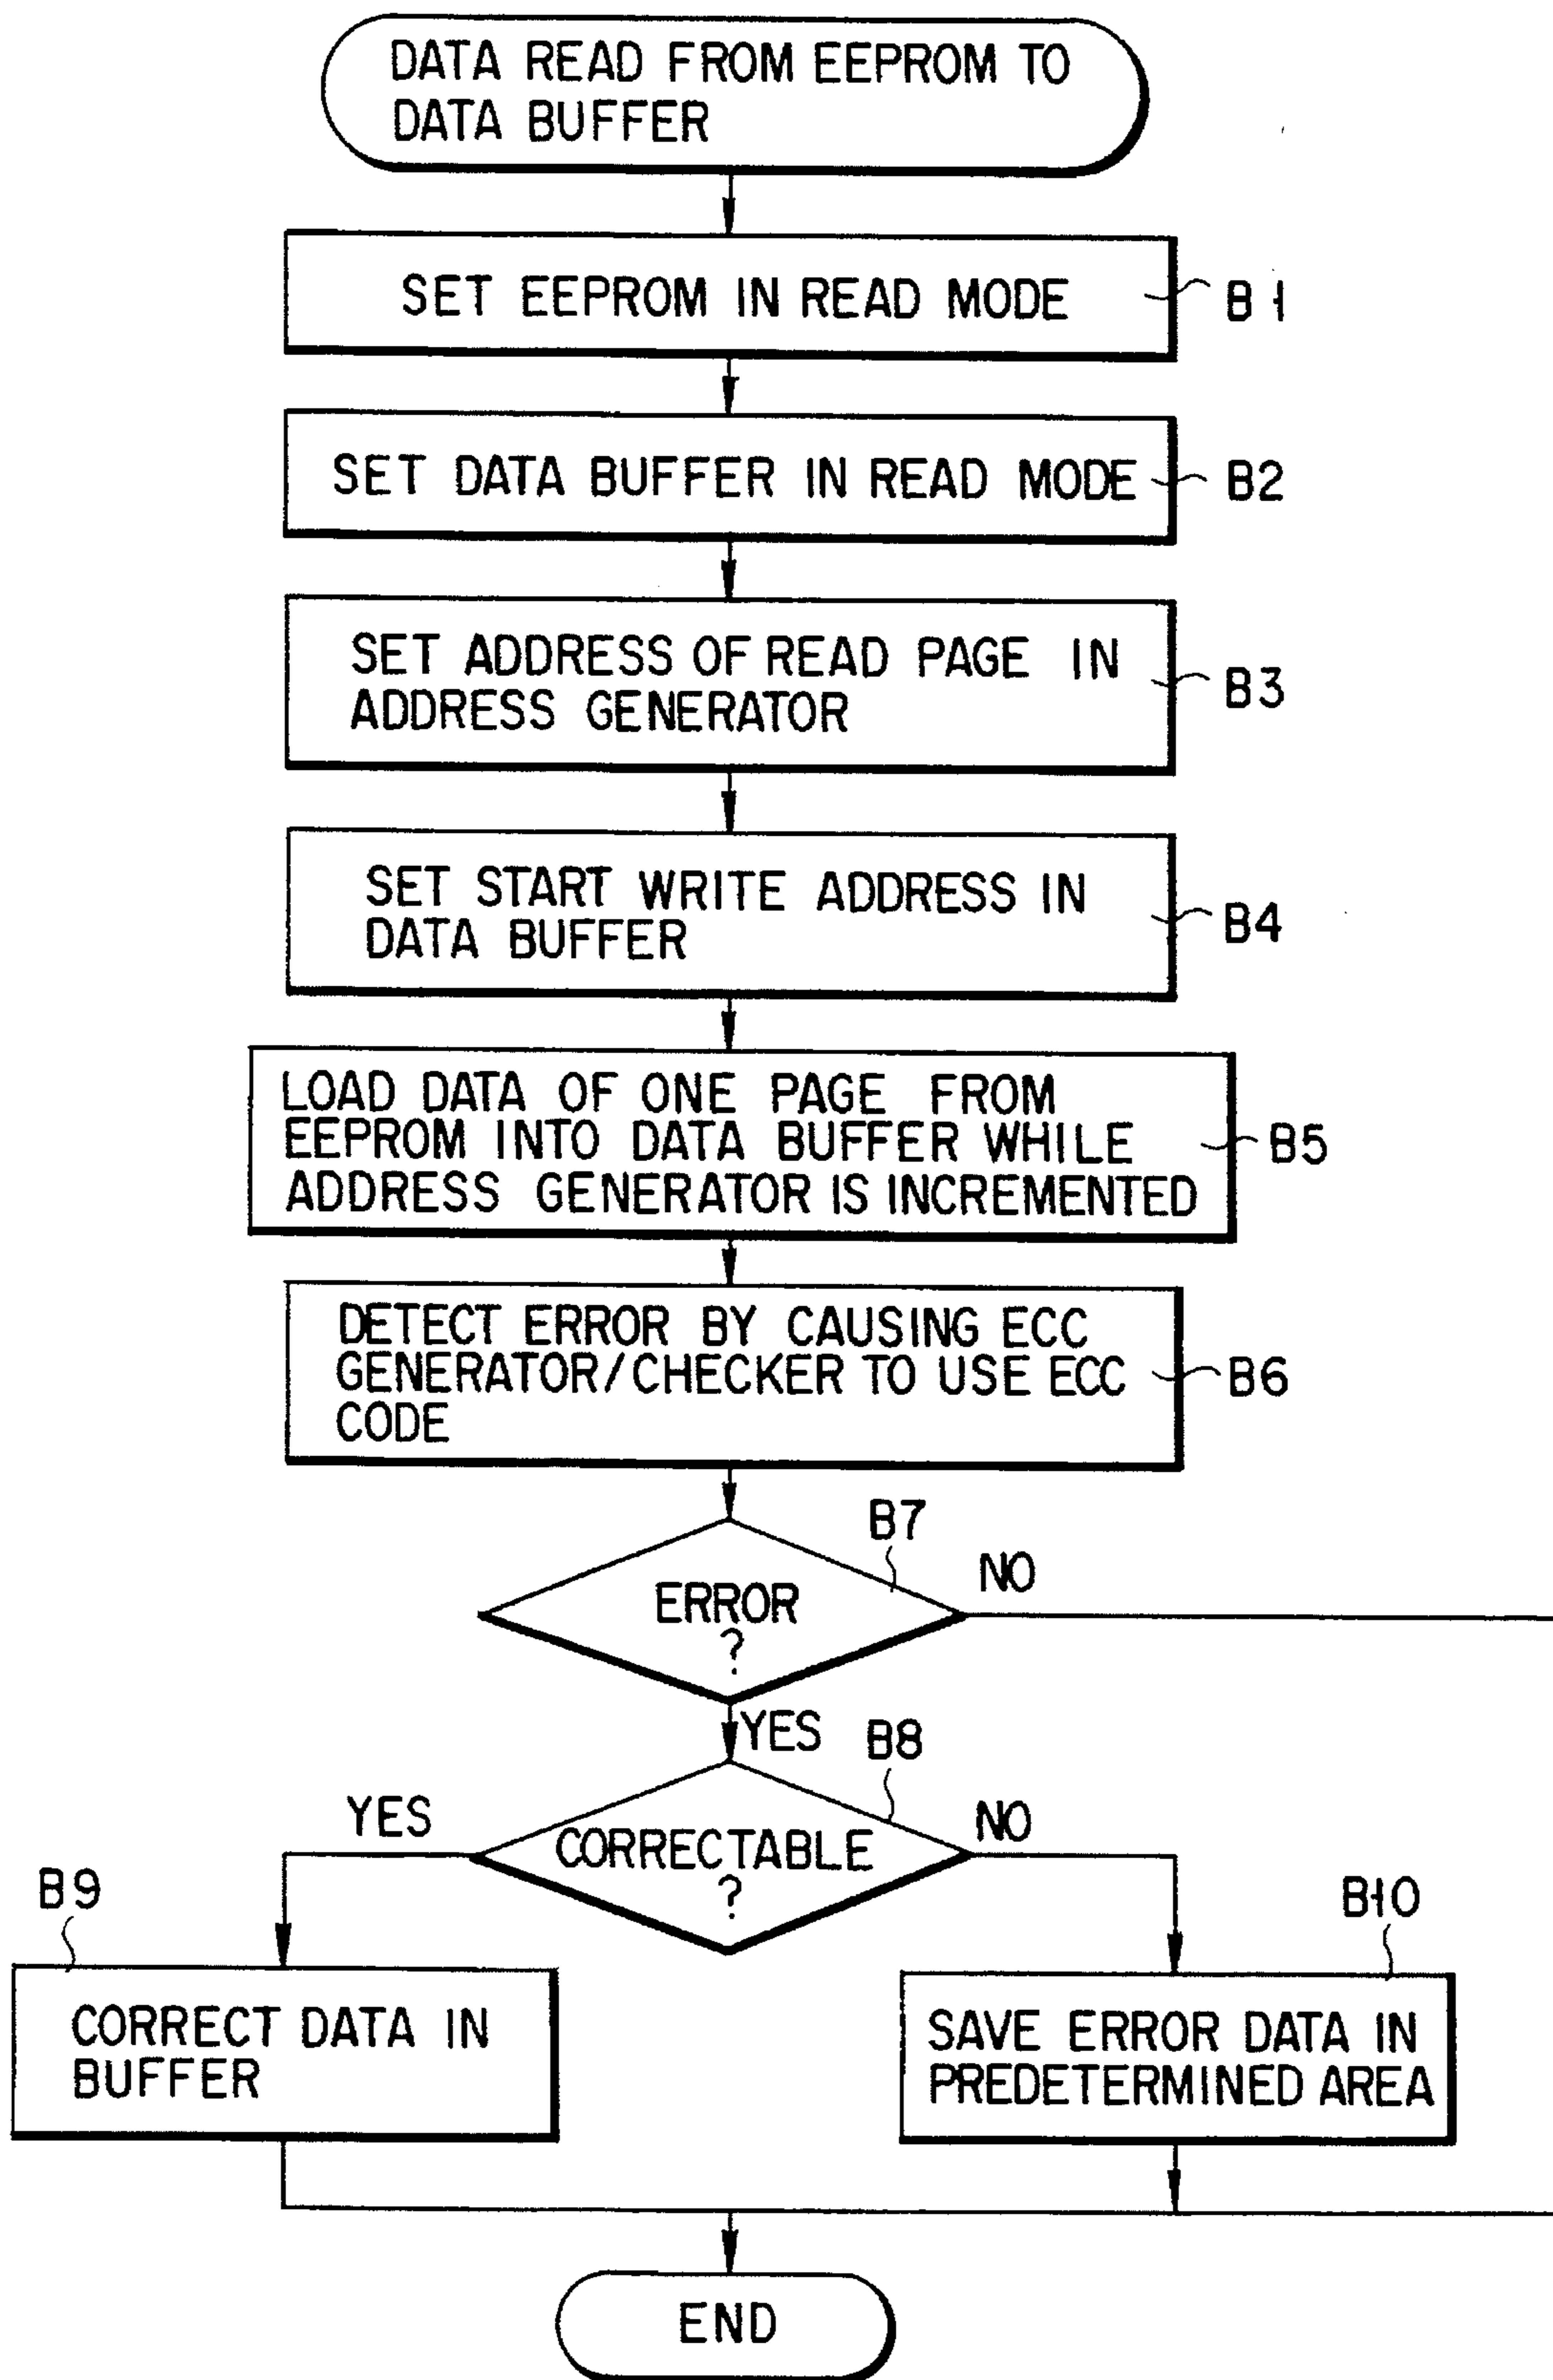 DATA READ FROM EEPROM TO
DATA BUFFER
SET EEPROM IN READ MODE
B1
SET DATA BUFFER IN READ MODE
B2
SET ADDRESS OF READ PAGE IN
ADDRESS GENERATOR
B3
SET START WRITE ADDRESS IN
DATA BUFFER
B4
LOAD DATA OF ONE PAGE FROM
EEPROM INTO DATA BUFFER WHILE
ADDRESS GENERATOR IS INCREMENTED
B5
DETECT ERROR BY CAUSING ECC
GENERATOR/CHECKER TO USE ECC
CODE
B6
B7
NO
ERROR
?
YES
B8
YES
NO
CORRECTABLE
?
B9
B10
CORRECT DATA IN
BUFFER
SAVE ERROR DATA IN
PREDETERMINED AREA
END